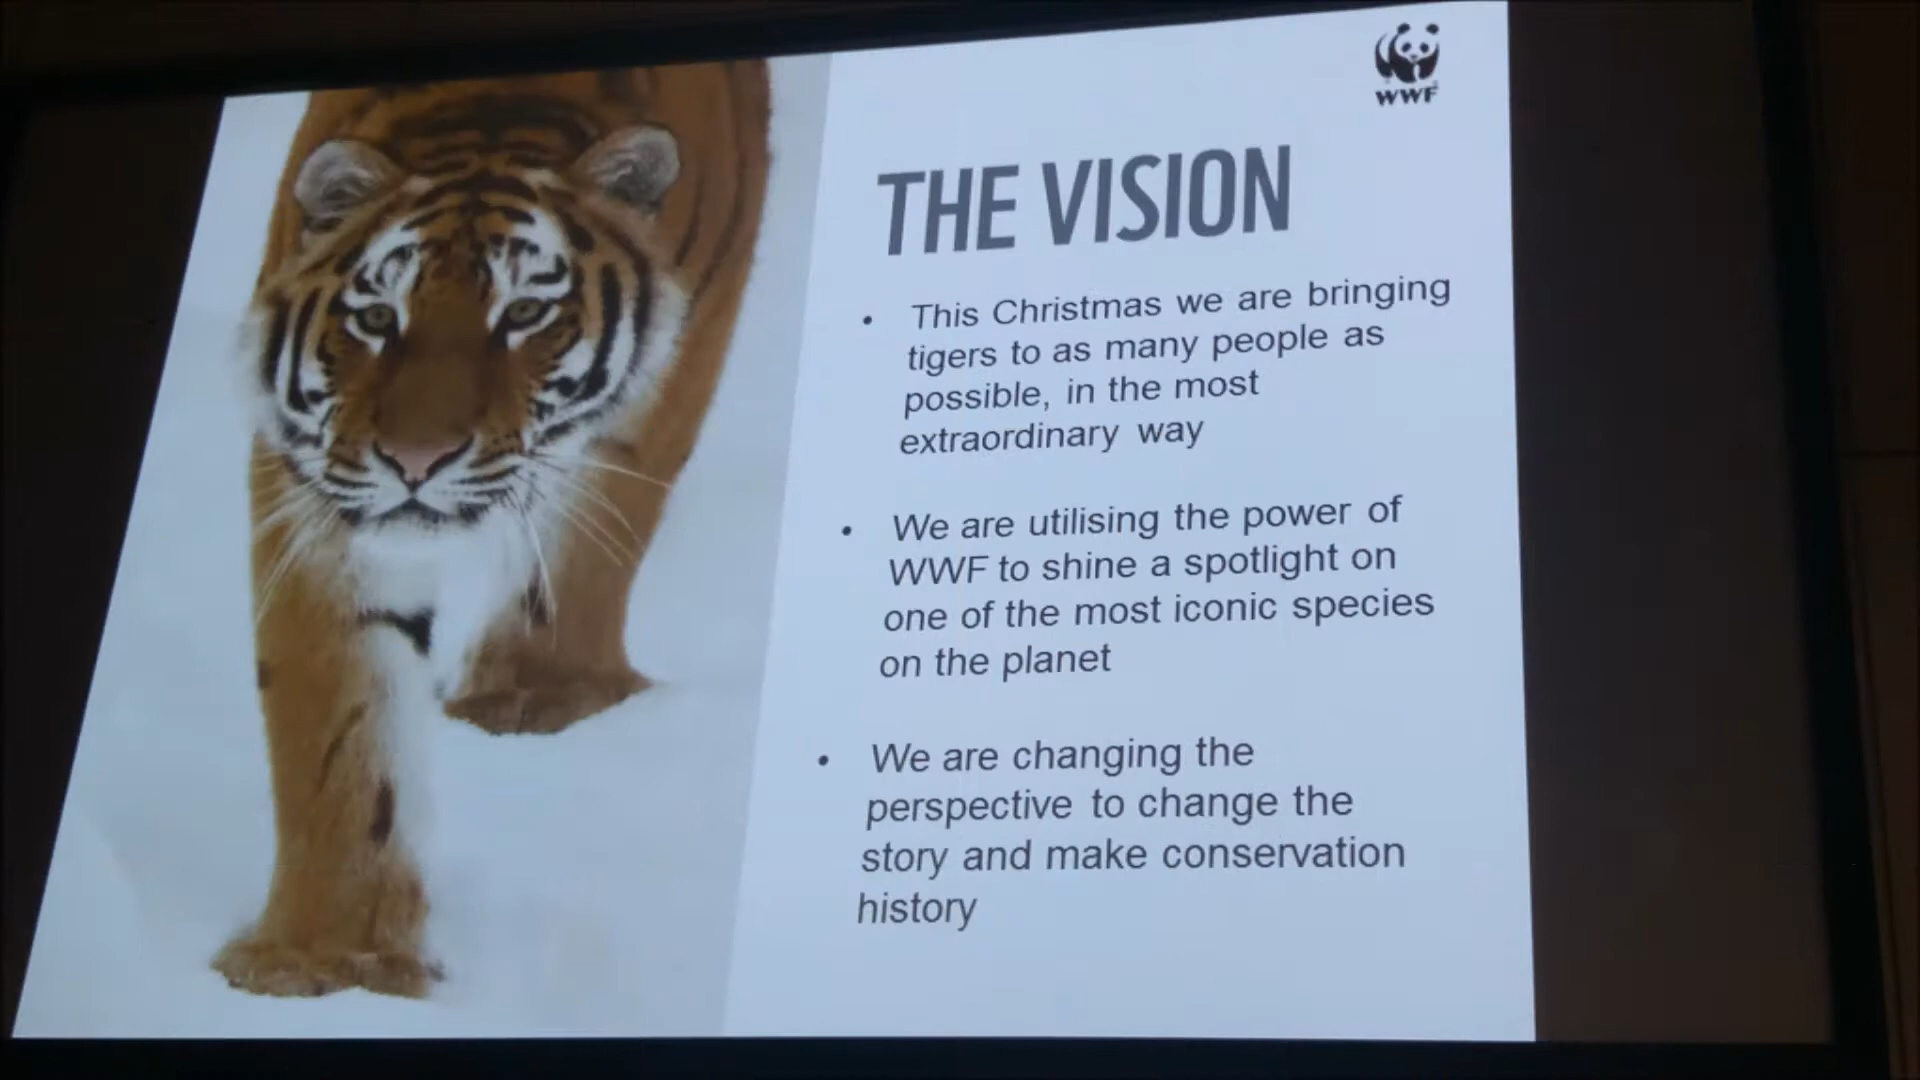 WWF
THE VISION
• This Christmas we are bringing
tigers to as many people as
possible, in the most
extraordinary way
• We are utilising the power of
WWF to shine a spotlight on
one of the most iconic species
on the planet
• We are changing the
perspective to change the
story and make conservation
history